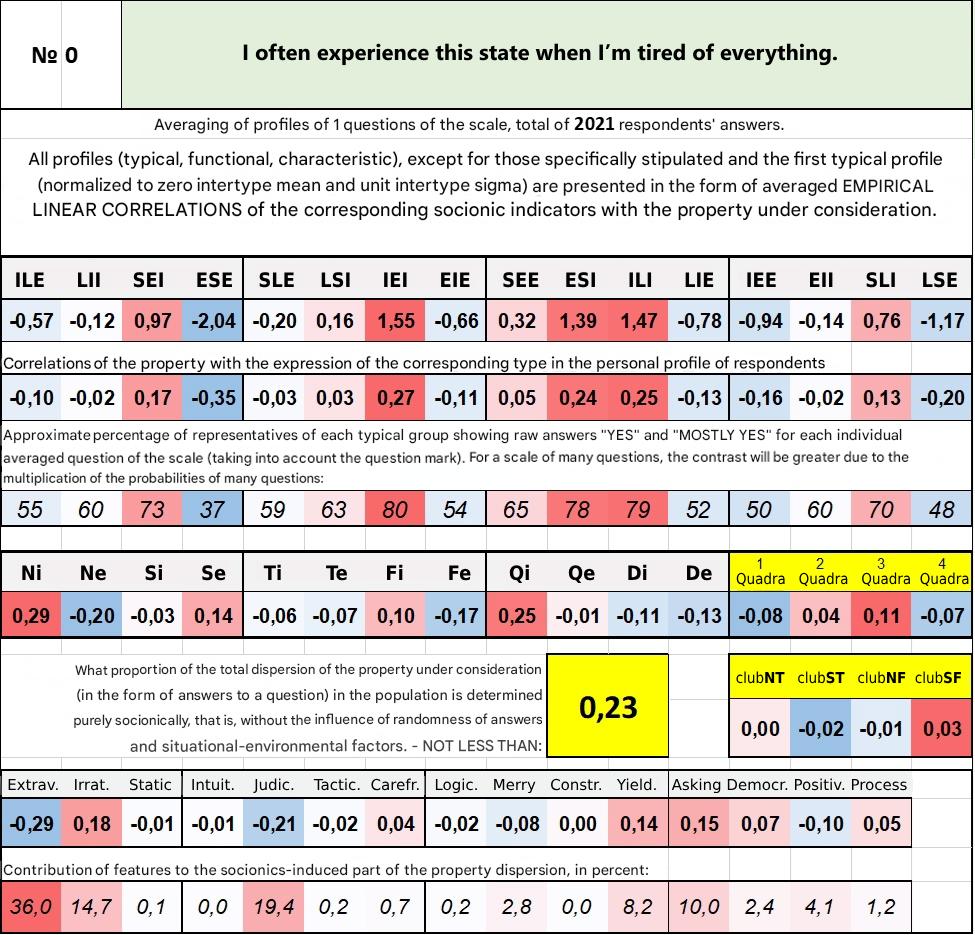 № 0
I often experience this state when I’m tired of everything.
Averaging of profiles of 1 questions of the scale, total of 2021 respondents' answers.
All profiles (typical, functional, characteristic), except for those specifically stipulated and the first typical profile
(normalized to zero intertype mean and unit intertype sigma) are presented in the form of averaged EMPIRICAL
LINEAR CORRELATIONS of the corresponding socionic indicators with the property under consideration.
ILE LII SEI ESE SLE LSI IEI EIE SEE ESI ILI LIE IEE EII SLI LSE
-0,57 -0,12 0,97 -2,04 -0,20 0,16 1,55 -0,66 0,32 1,39 1,47 -0,78 -0,94 -0,14 0,76 -1,17
Correlations of the property with the expression of the corresponding type in the personal profile of respondents
-0,10 -0,02 0,17 -0,35 -0,03 0,03 0,27 -0,11 0,05 0,24 0,25 -0,13 -0,16 -0,02 0,13 -0,20
Approximate percentage of representatives of each typical group showing raw answers "YES" and "MOSTLY YES" for each individual
averaged question of the scale (taking into account the question mark). For a scale of many questions, the contrast will be greater due to the
multiplication of the probabilities of many questions:
55 60 73 37 59 63 80 54 65 78 79 52 50 60 70 48
Ni Ne Si Se Ti Te Fi Fe Qi Qe Di De 1 Quadra 2 Quadra 3 Quadra 4 Quadra
0,29 -0,20 -0,03 0,14 -0,06 -0,07 0,10 -0,17 0,25 -0,01 -0,11 -0,13 -0,08 0,04 0,11 -0,07
What proportion of the total dispersion of the property under consideration
(in the form of answers to a question) in the population is determined
purely socionically, that is, without the influence of randomness of answers
and situational-environmental factors. - NOT LESS THAN:
0,23
clubNT clubST clubNF clubSF
0,00 -0,02 -0,01 0,03
Extrav. Irrat. Static Intuit. Judic. Tactic. Carefr. Logic. Merry Constr. Yield. Asking Democr. Positiv. Process
-0,29 0,18 -0,01 -0,01 -0,21 -0,02 0,04 -0,02 -0,08 0,00 0,14 0,15 0,07 -0,10 0,05
Contribution of features to the socionics-induced part of the property dispersion, in percent:
36,0 14,7 0,1 0,0 19,4 0,2 0,7 0,2 2,8 0,0 8,2 10,0 2,4 4,1 1,2